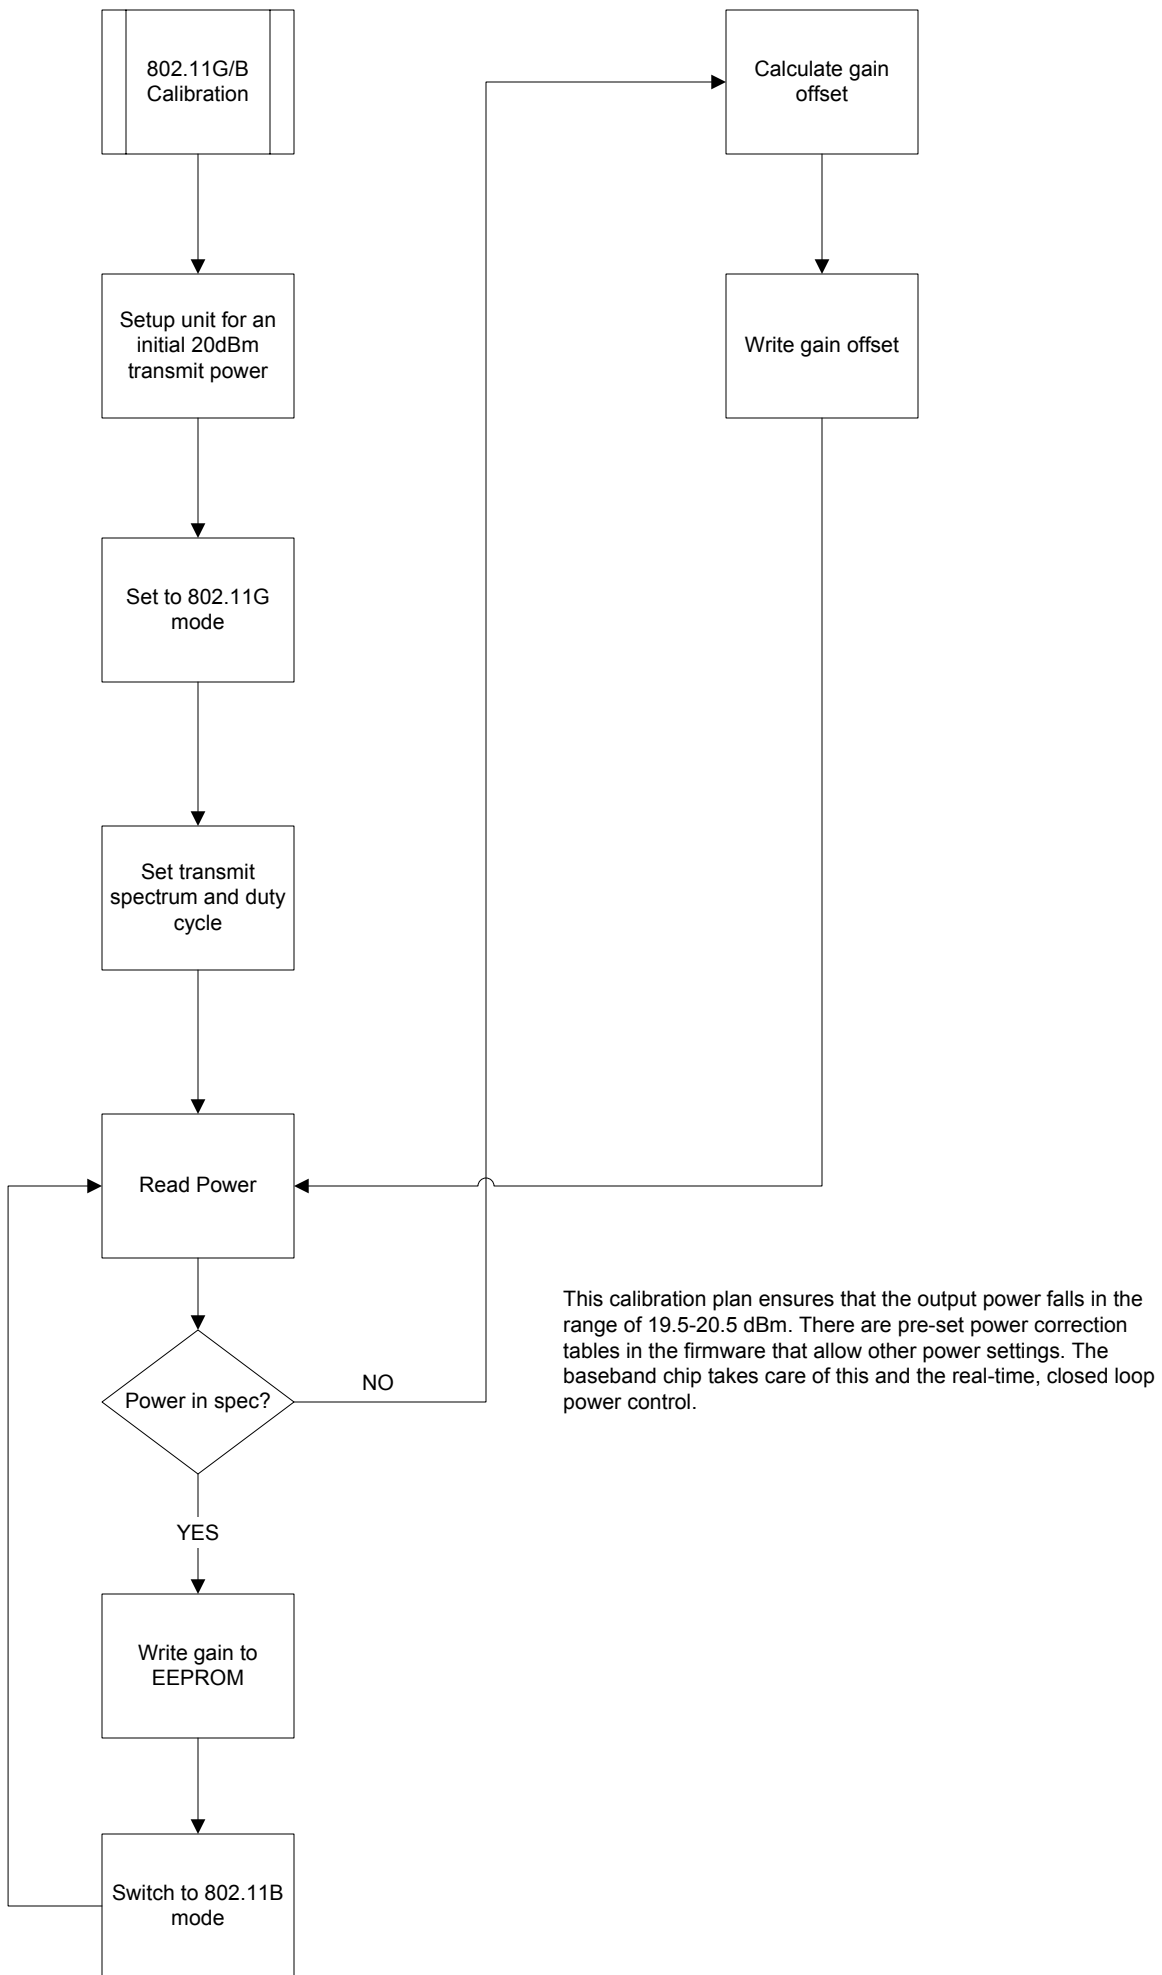 802.11G/B
Calibration
Calculate gain
offset
Setup unit for an
initial 20dBm
transmit power
Write gain offset
Set to 802.11G
mode
Set transmit
spectrum and duty
cycle
Read Power
This calibration plan ensures that the output power falls in the
range of 19.5-20.5 dBm. There are pre-set power correction
tables in the firmware that allow other power settings. The
baseband chip takes care of this and the real-time, closed loop
power control.
Power in spec?
NO
YES
Write gain to
EEPROM
Switch to 802.11B
mode